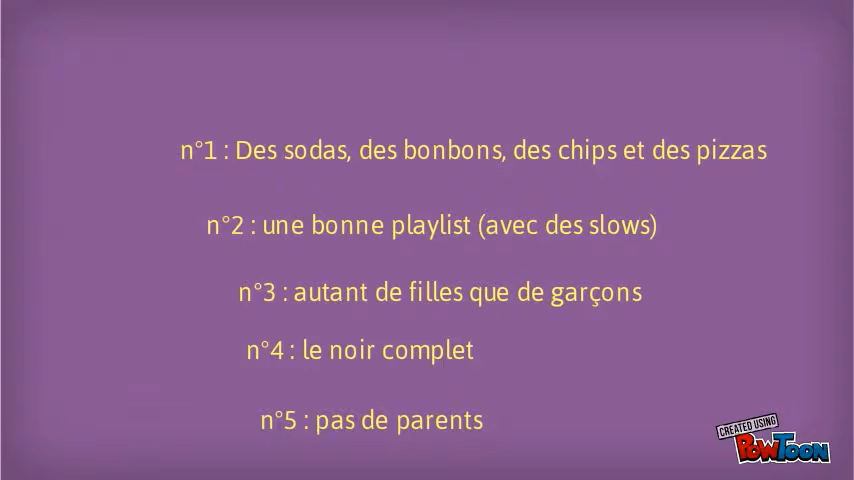 n°1 : Des sodas, des bonbons, des chips et des pizzas
n°2 : une bonne playlist (avec des slows)
n°3 : autant de filles que de garçons
n°4 : le noir complet
n°5 : pas de parents
CREATED USING
POWTOON